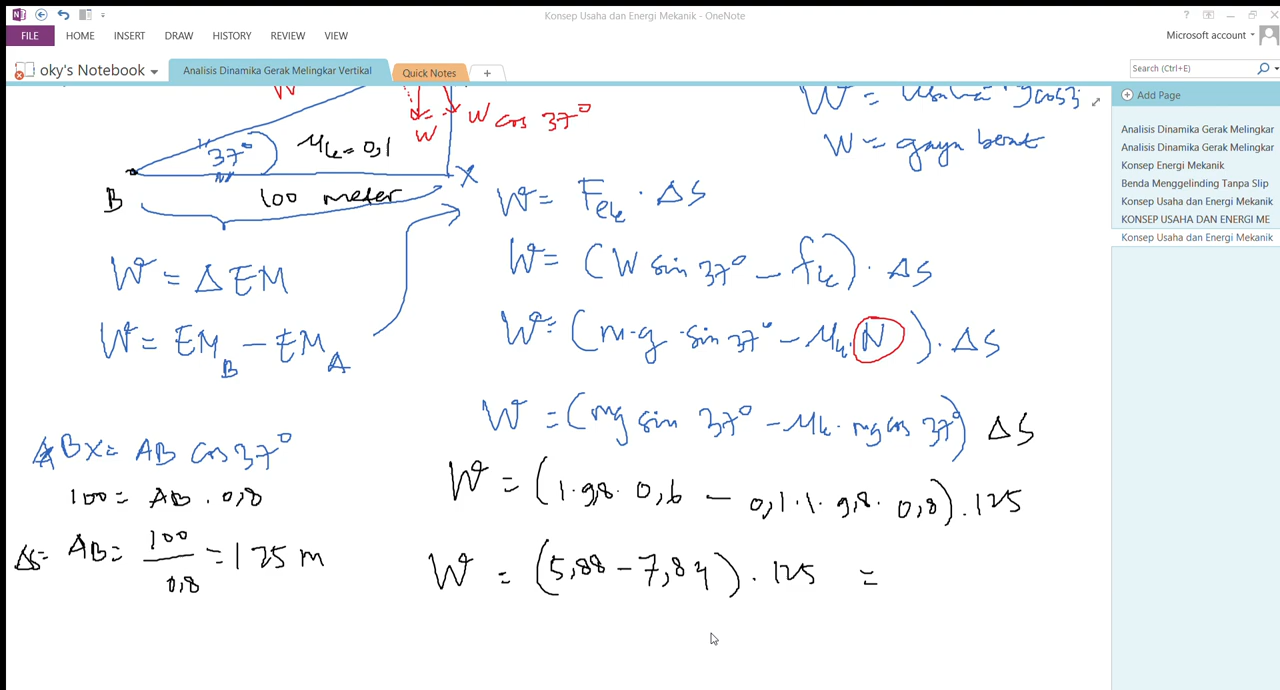 Konsep Usaha dan Energi Mekanik - OneNote
FILE HOME INSERT DRAW HISTORY REVIEW VIEW
Microsoft account
oky's Notebook
Analisis Dinamika Gerak Melingkar Vertikal
Quick Notes
+
Search (Ctrl+E)
Add Page
Analisis Dinamika Gerak Melingkar
Analisis Dinamika Gerak Melingkar
Konsep Energi Mekanik
Benda Menggelinding Tanpa Slip
Konsep Usaha dan Energi Mekanik
KONSEP USAHA DAN ENERGI ME
Konsep Usaha dan Energi Mekanik
W
W
W cos 37°
37°
μk = 0,1
B
X
100 meter
W = ΔEM
W = EM_B - EM_A
ABX = AB cos 37°
100 = AB . 0,8
ΔS = AB = 100/0,8 = 125 m
W =
W = gaya berat
W = Fek . ΔS
W = (W sin 37° - fk) . ΔS
W = (m·g·sin 37° - μk·N) . ΔS
W = (mg sin 37° - μk·mg cos 37°) ΔS
W = (1·9,8·0,6 - 0,1·1·9,8·0,8).125
W = (5,88 - 7,84) . 125 =